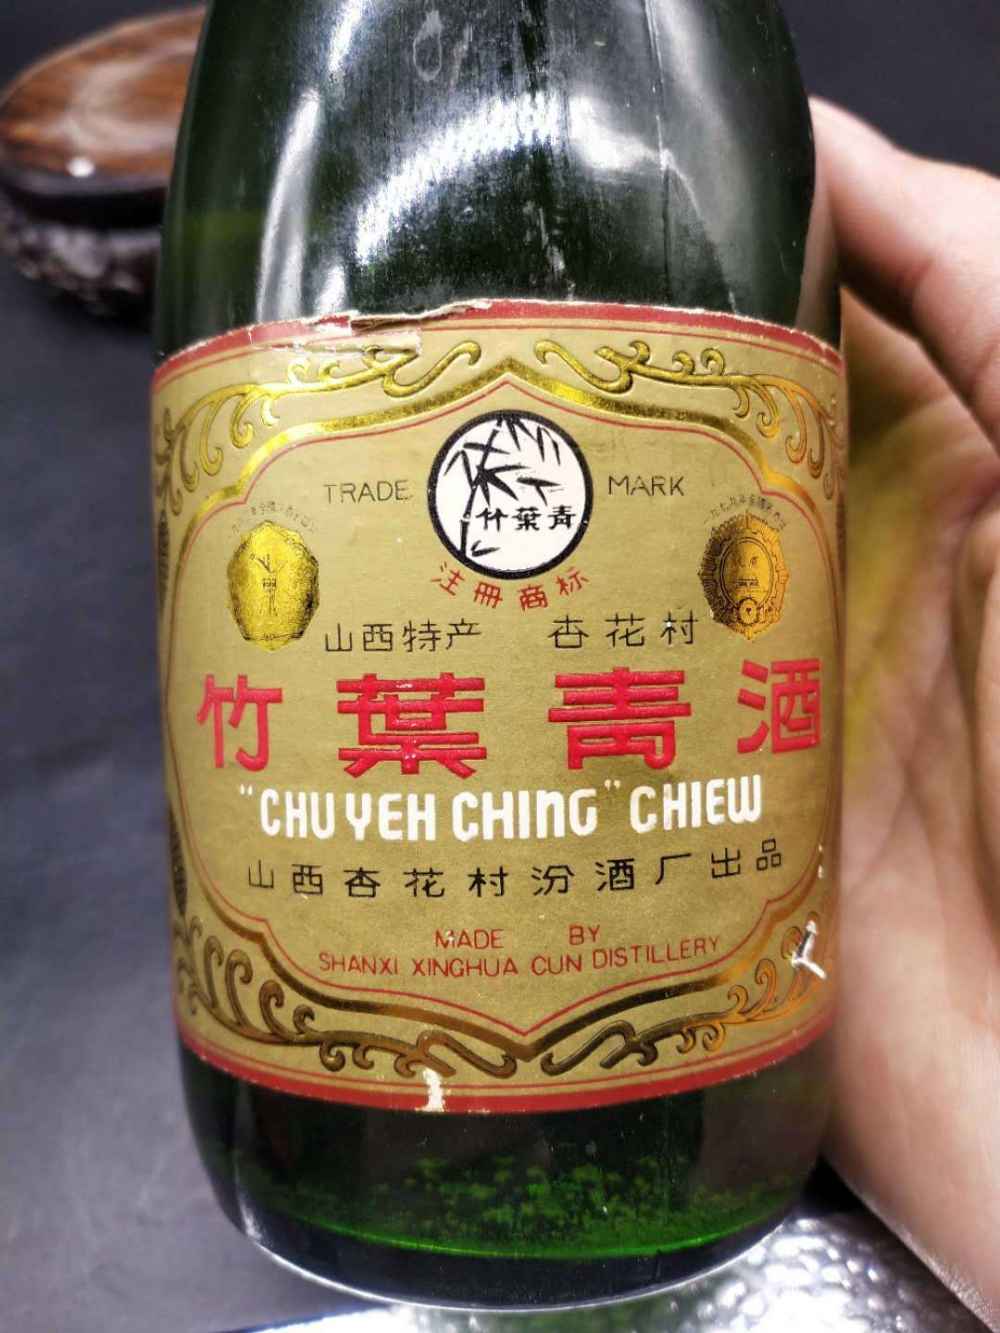 TRADE MARK
竹葉青
注冊商标
山西特产 杏花村
竹葉青酒
"CHU YEH CHING" CHIEW
山西杏花村汾酒厂出品
MADE BY
SHANXI XINGHUA CUN DISTILLERY